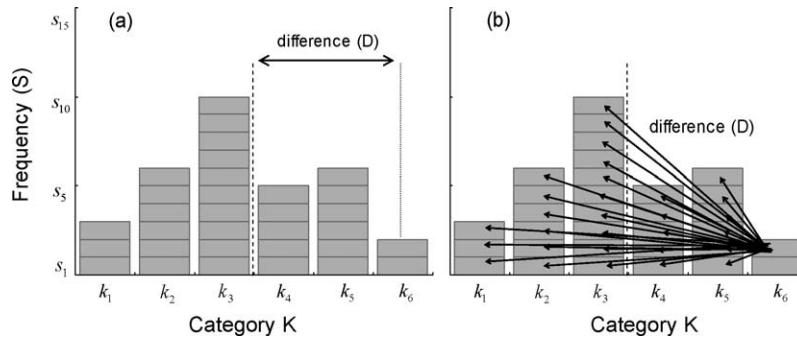 (a)
difference (D)
s15
s10
s5
s1
Frequency (S)
k1 k2 k3 k4 k5 k6
Category K
(b)
difference (D)
k1 k2 k3 k4 k5 k6
Category K